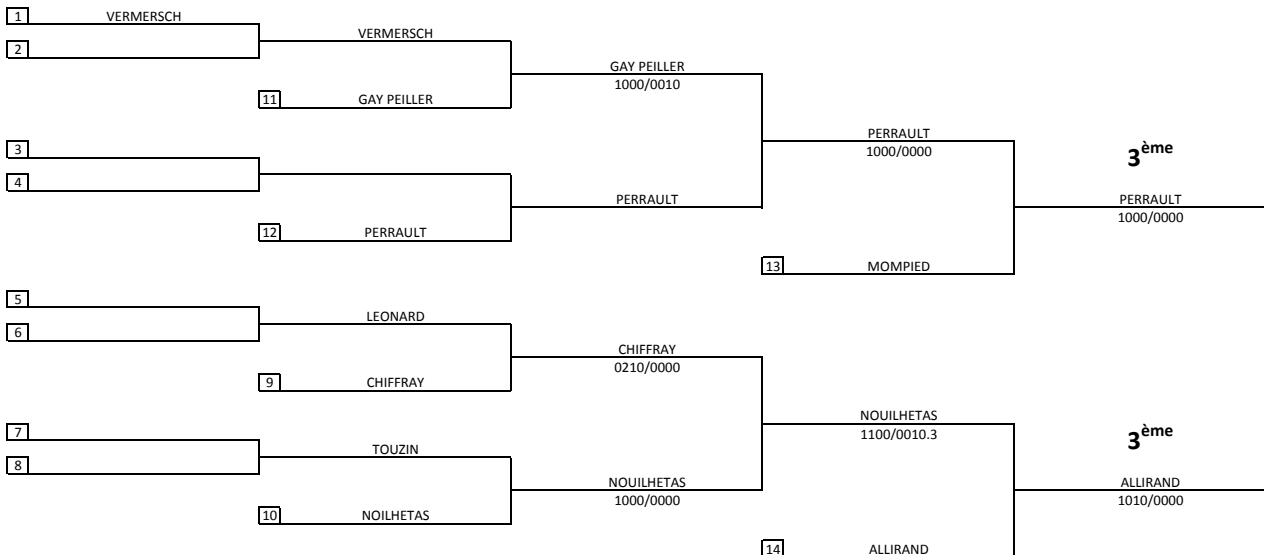 1 VERMERSCH
VERMERSCH
2
GAY PEILLER
1000/0010
11 GAY PEILLER
PERRAULT
1000/0000
3
3ème
4
PERRAULT
PERRAULT
1000/0000
12 PERRAULT
13 MOMPIED
5
LEONARD
6
CHIFFRAY
0210/0000
9 CHIFFRAY
NOUILHETAS
1100/0010.3
7
3ème
TOUZIN
8
NOUILHETAS
1000/0000
ALLIRAND
1010/0000
10 NOILHETAS
14 ALLIRAND